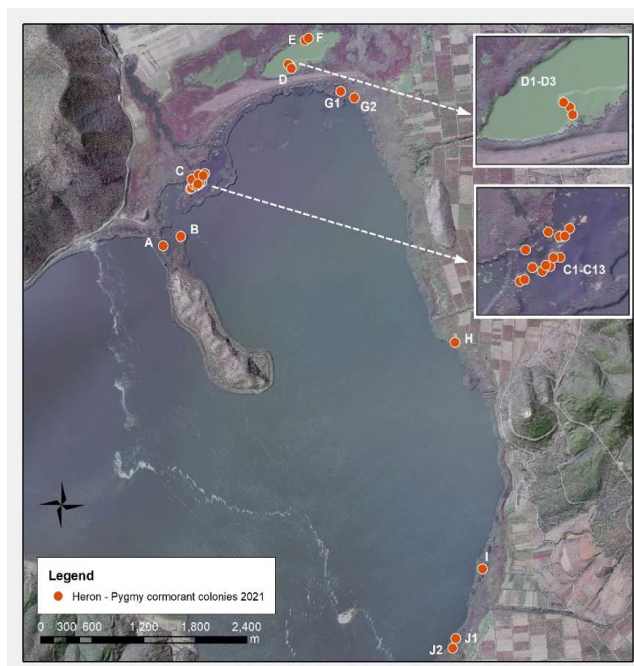 E F
D
D1-D3
G1
G2
C
C1-C13
A
B
H
I
J1
J2
Legend
Heron - Pygmy cormorant colonies 2021
0 300 600 1,200 1,800 2,400
m